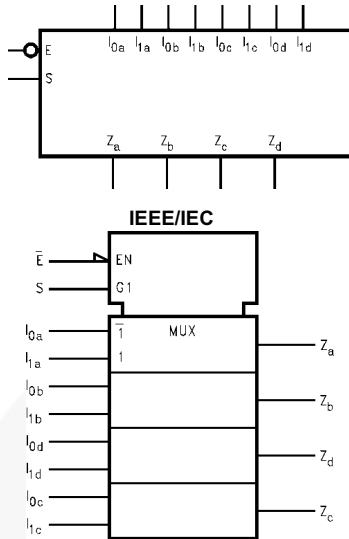 I0a I1a I0b I1b I0c I1c I0d I1d
E
S
Za Zb Zc Zd
IEEE/IEC
E̅ EN
S G1
I0a 1̅ MUX Za
I1a 1
I0b Zb
I1b
I0d Zd
I1d
I0c Zc
I1c